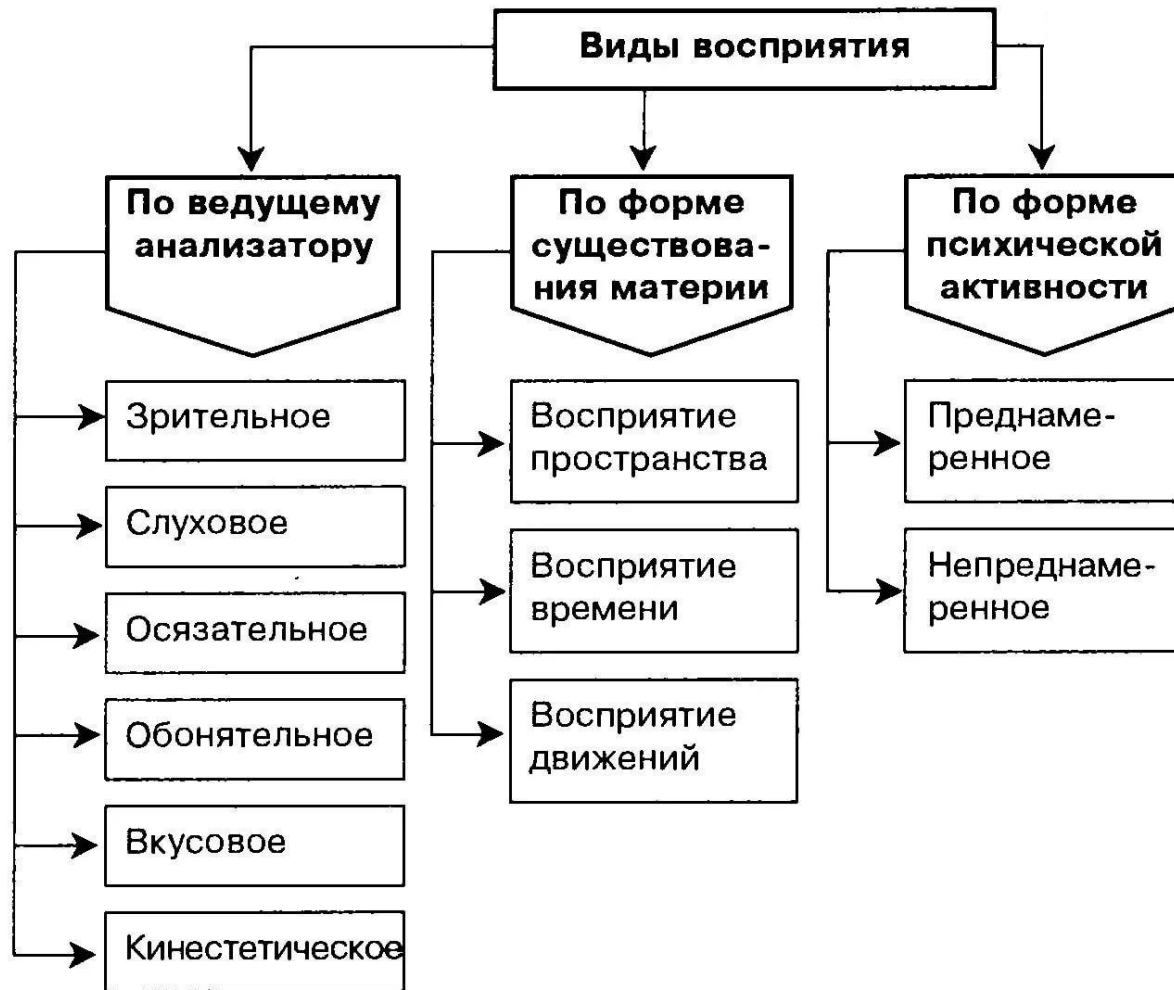 Виды восприятия
По ведущему
анализатору
Зрительное
Слуховое
Осязательное
Обонятельное
Вкусовое
Кинестетическое
По форме
существова-
ния материи
Восприятие
пространства
Восприятие
времени
Восприятие
движений
По форме
психической
активности
Преднаме-
ренное
Непреднаме-
ренное